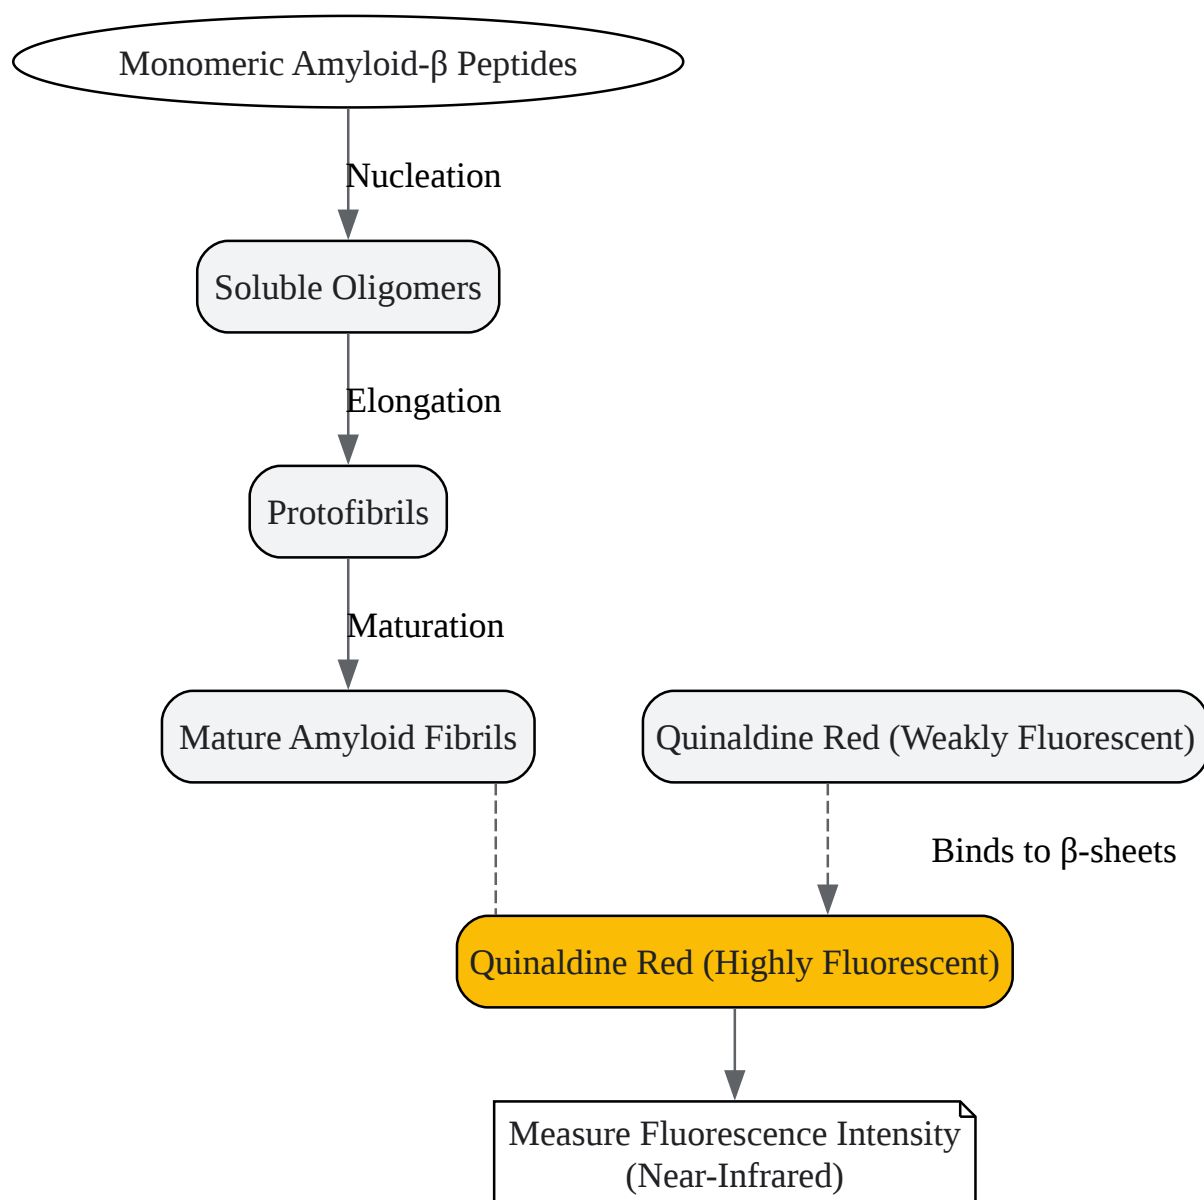 Monomeric Amyloid-β Peptides
Nucleation
Soluble Oligomers
Elongation
Protofibrils
Maturation
Mature Amyloid Fibrils
Quinaldine Red (Weakly Fluorescent)
Binds to β-sheets
Quinaldine Red (Highly Fluorescent)
Measure Fluorescence Intensity
(Near-Infrared)